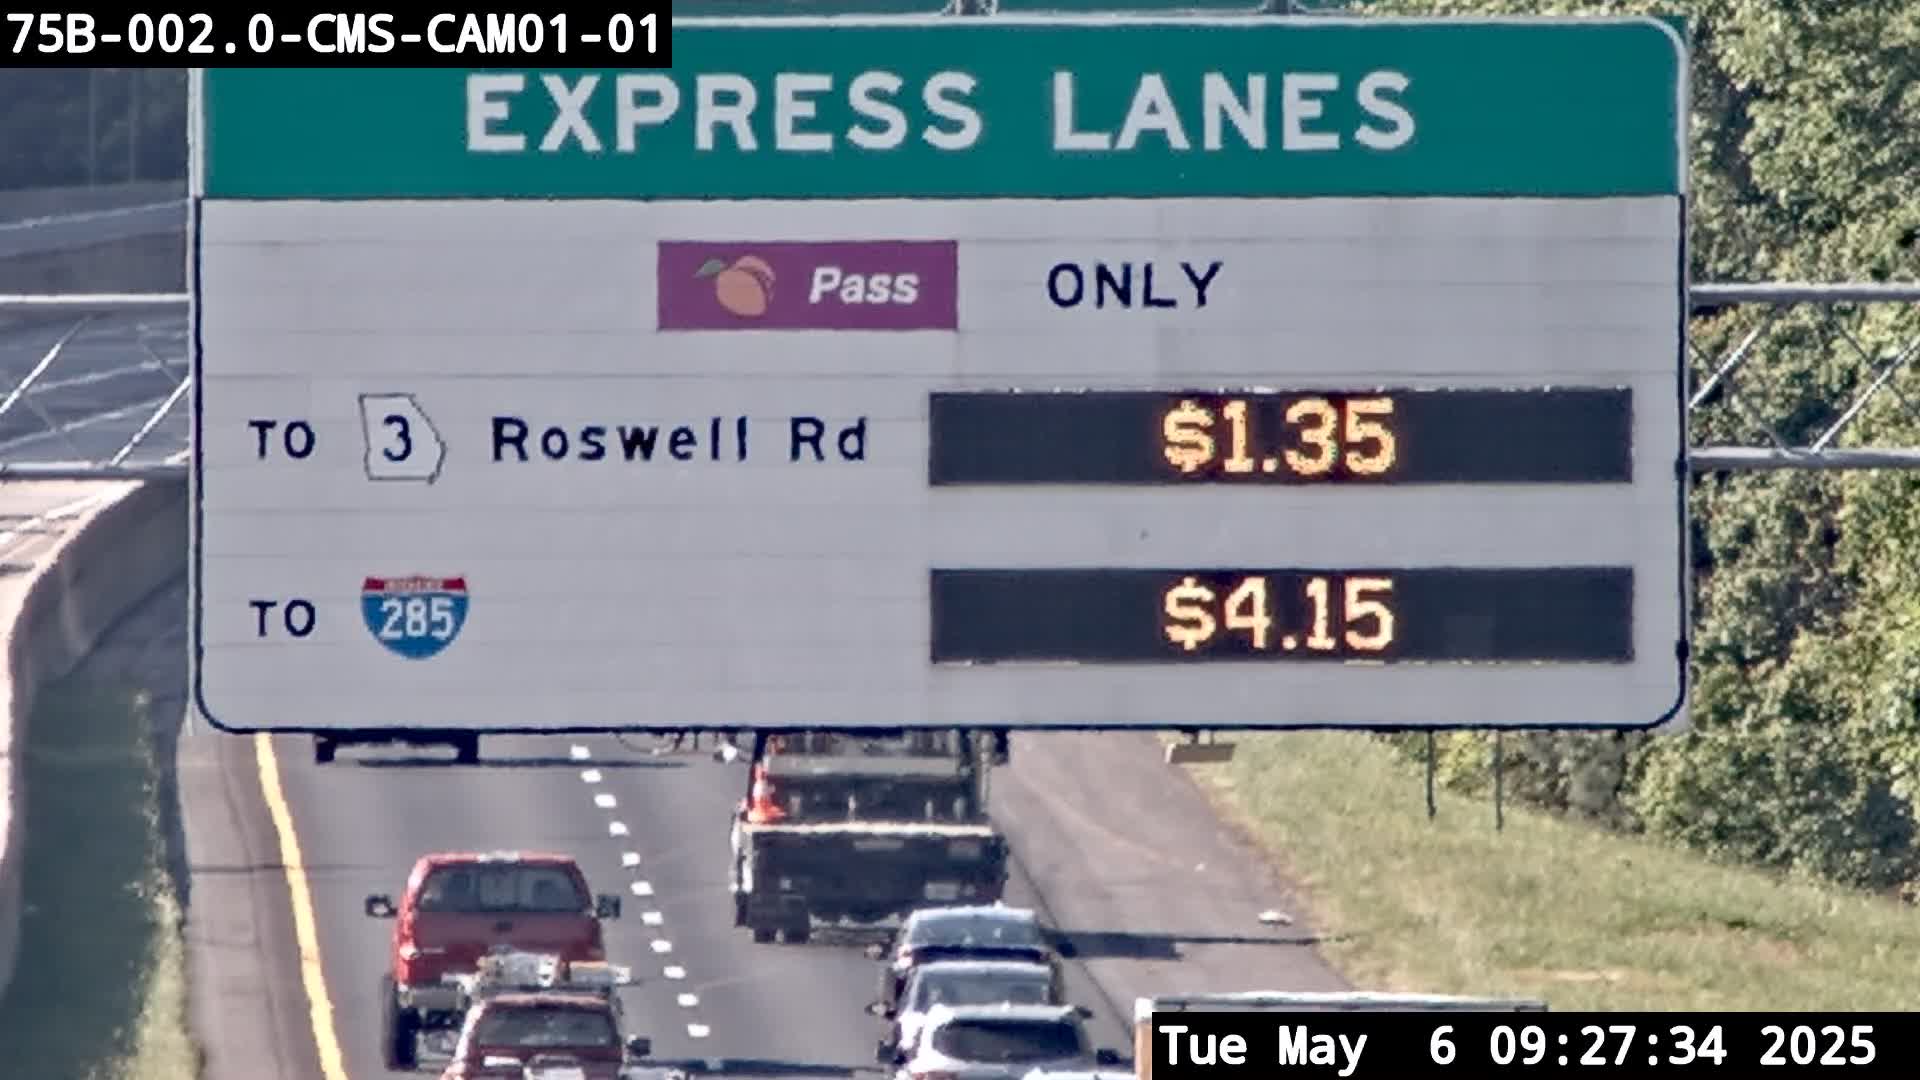 75B-002.0-CMS-CAM01-01
EXPRESS LANES
Pass ONLY
TO 3 Roswell Rd $1.35
TO 285 $4.15
Tue May 6 09:27:34 2025